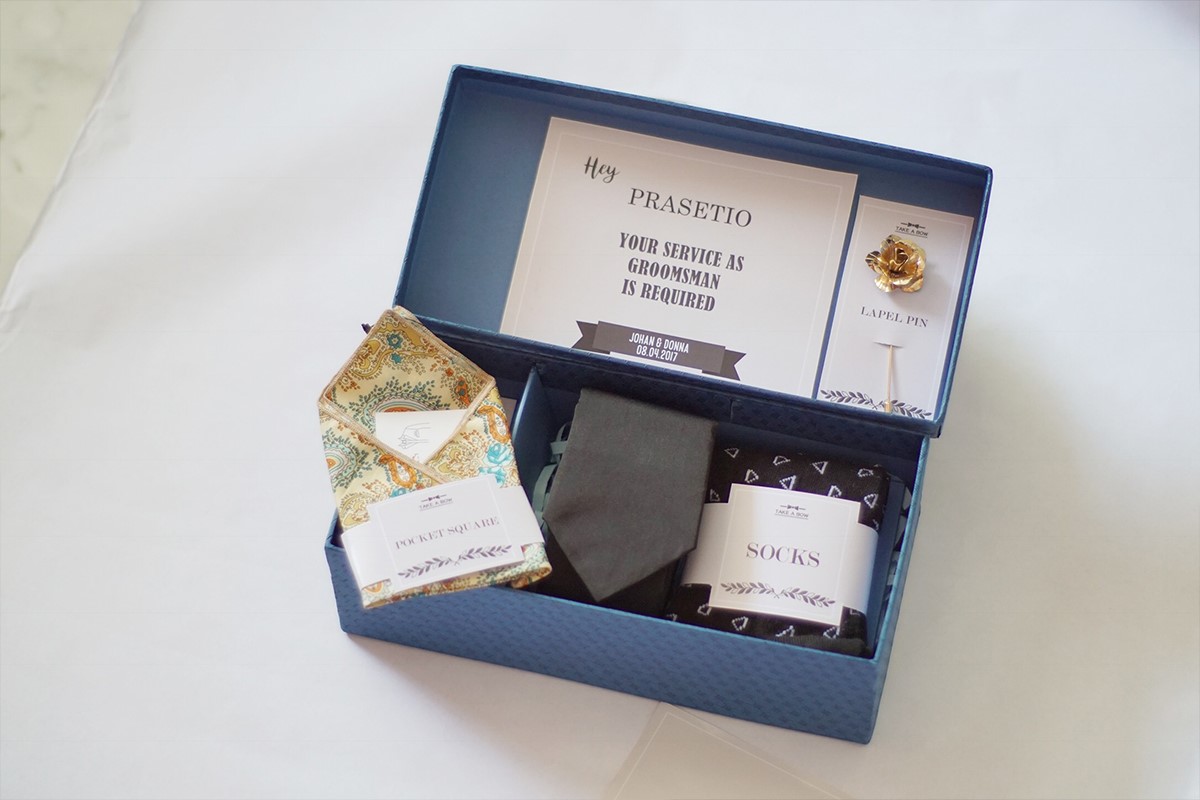 Hey
PRASETIO
YOUR SERVICE AS
GROOMSMAN
IS REQUIRED
JOHAN & DONNA
08.04.2017
TAKE A BOW
LAPEL PIN
TAKE A BOW
POCKET SQUARE
TAKE A BOW
SOCKS